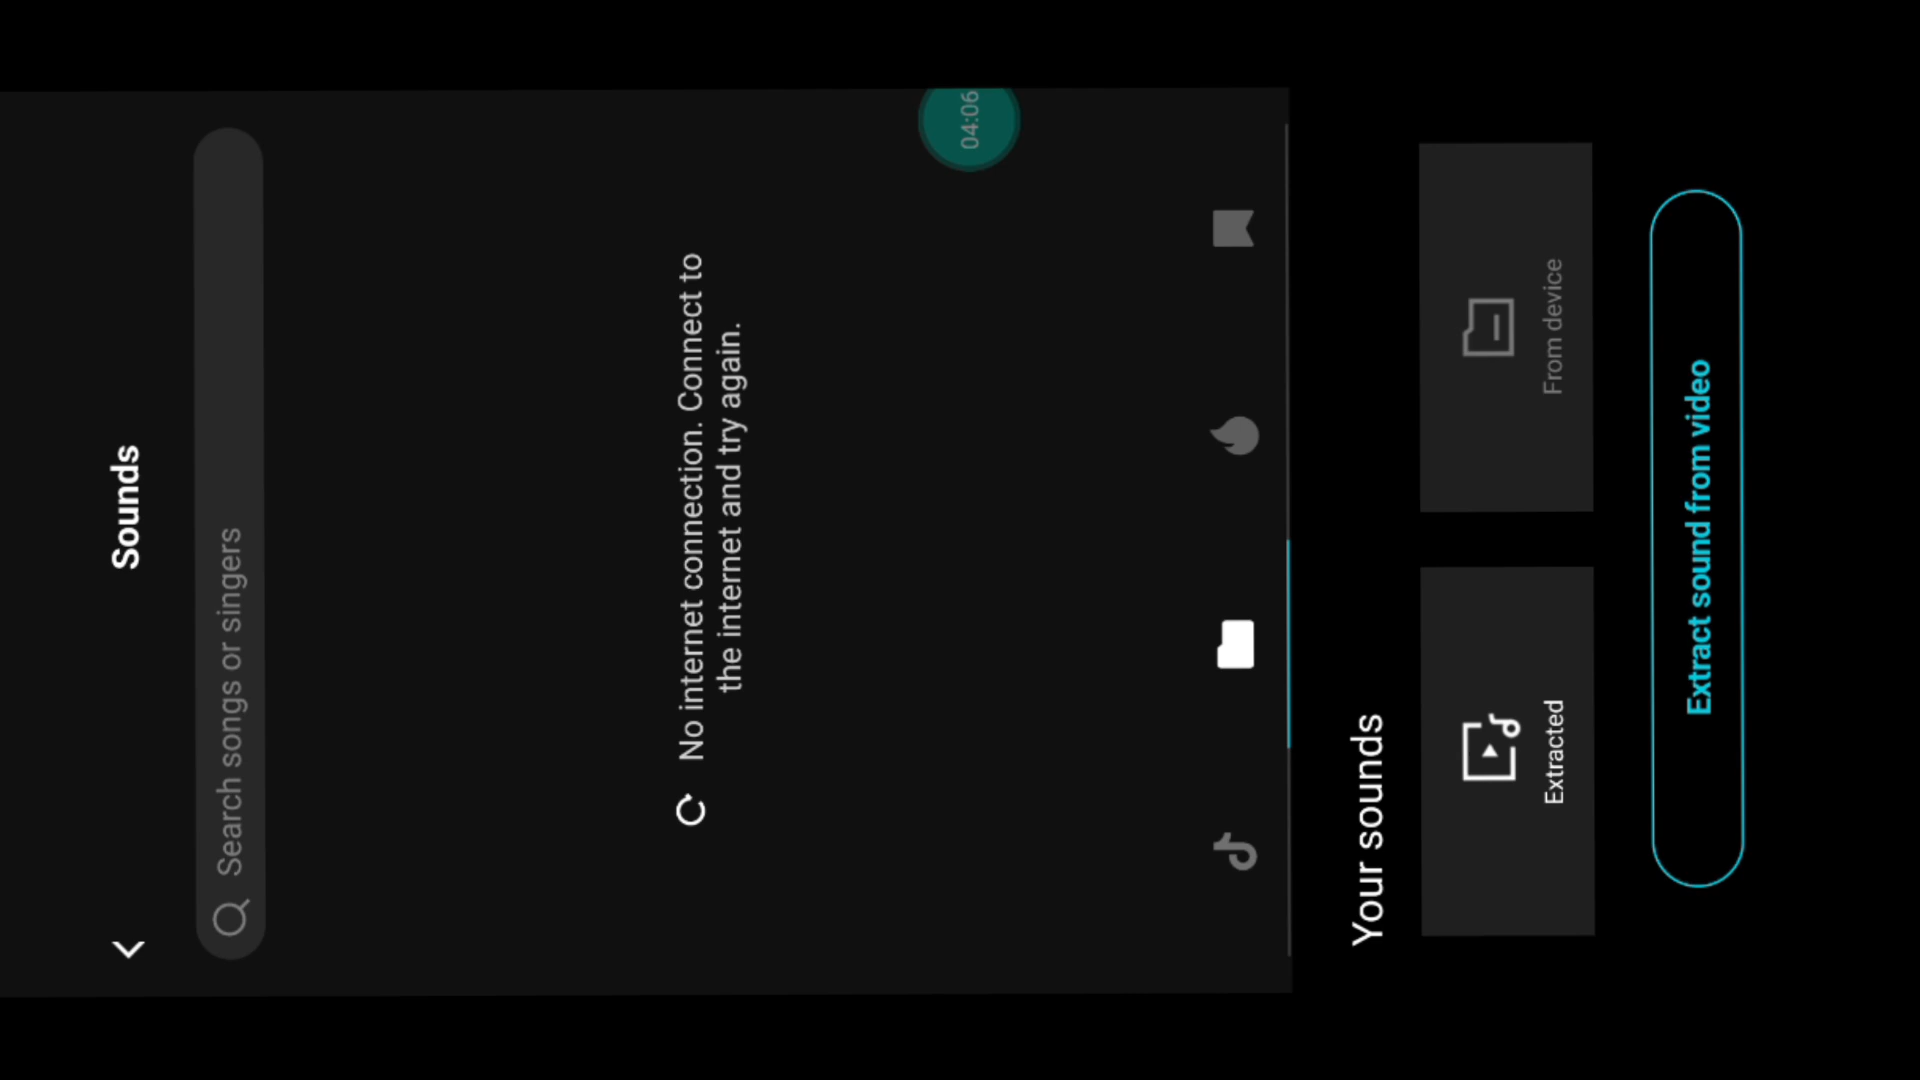 Sounds
Search songs or singers
No internet connection. Connect to
the internet and try again.
04:06
Your sounds
Extracted
From device
Extract sound from video